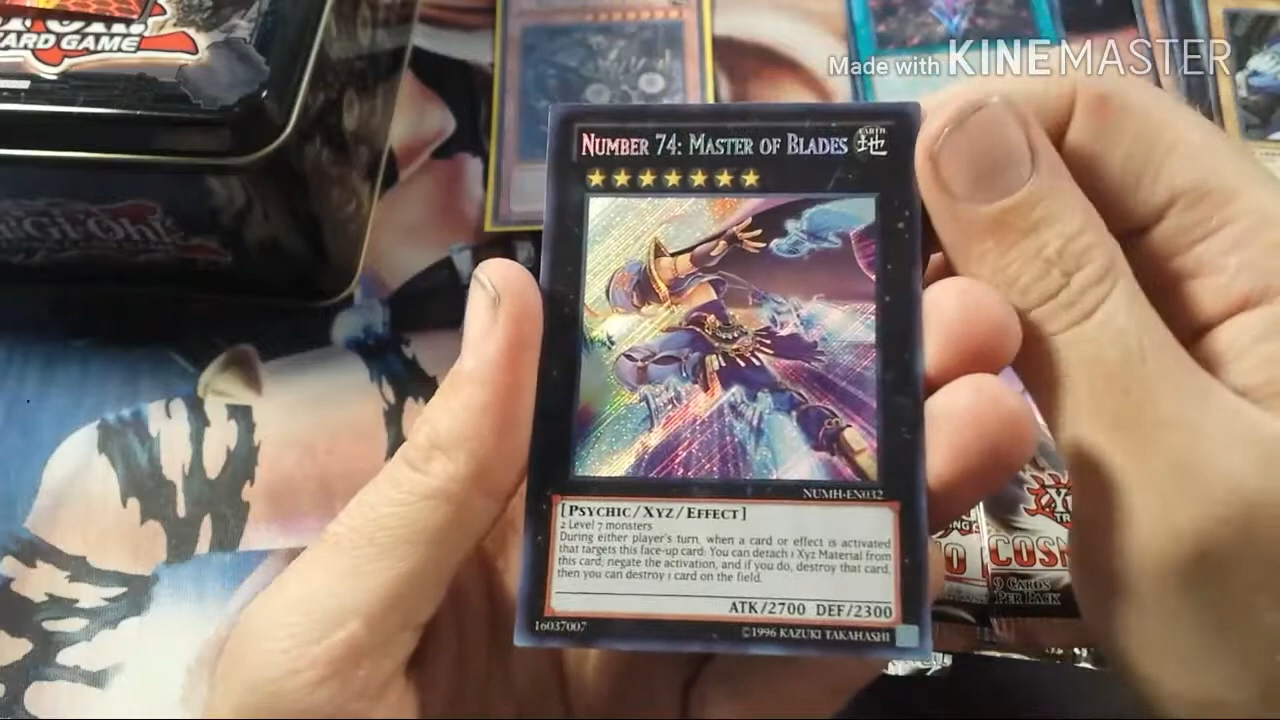 CARD GAME
Made with KINEMASTER
NUMBER 74: MASTER OF BLADES
EARTH
地
NUMH-EN032
[PSYCHIC/XYZ/EFFECT]
2 Level 7 monsters
During either player's turn, when a card or effect is activated
that targets this face-up card: You can detach 1 Xyz Material from
this card; negate the activation, and if you do, destroy that card,
then you can destroy 1 card on the field.
ATK/2700 DEF/2300
16037007
©1996 KAZUKI TAKAHASHI
9 CARDS
PER PACK